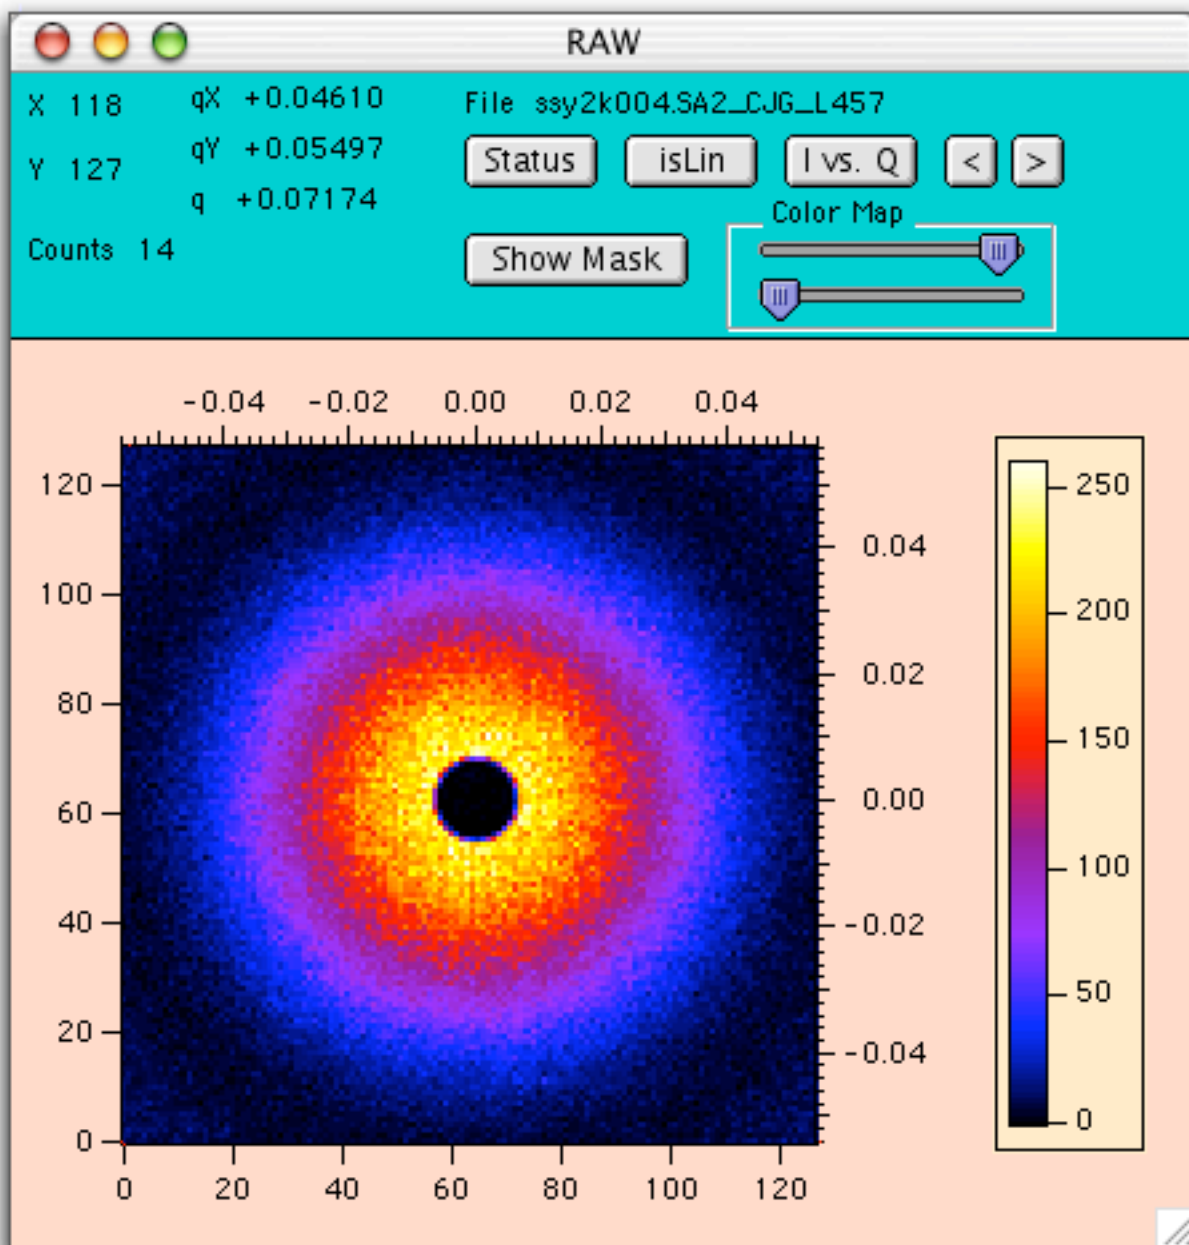 RAW
X 118
qX +0.04610
File ssy2k004.SA2_CJG_L457
Y 127
qY +0.05497
Status
isLin
I vs. Q
<
>
q +0.07174
Color Map
Counts 14
Show Mask
-0.04 -0.02 0.00 0.02 0.04
120
100
80
60
40
20
0
0.04
0.02
0.00
-0.02
-0.04
0 20 40 60 80 100 120
250
200
150
100
50
0